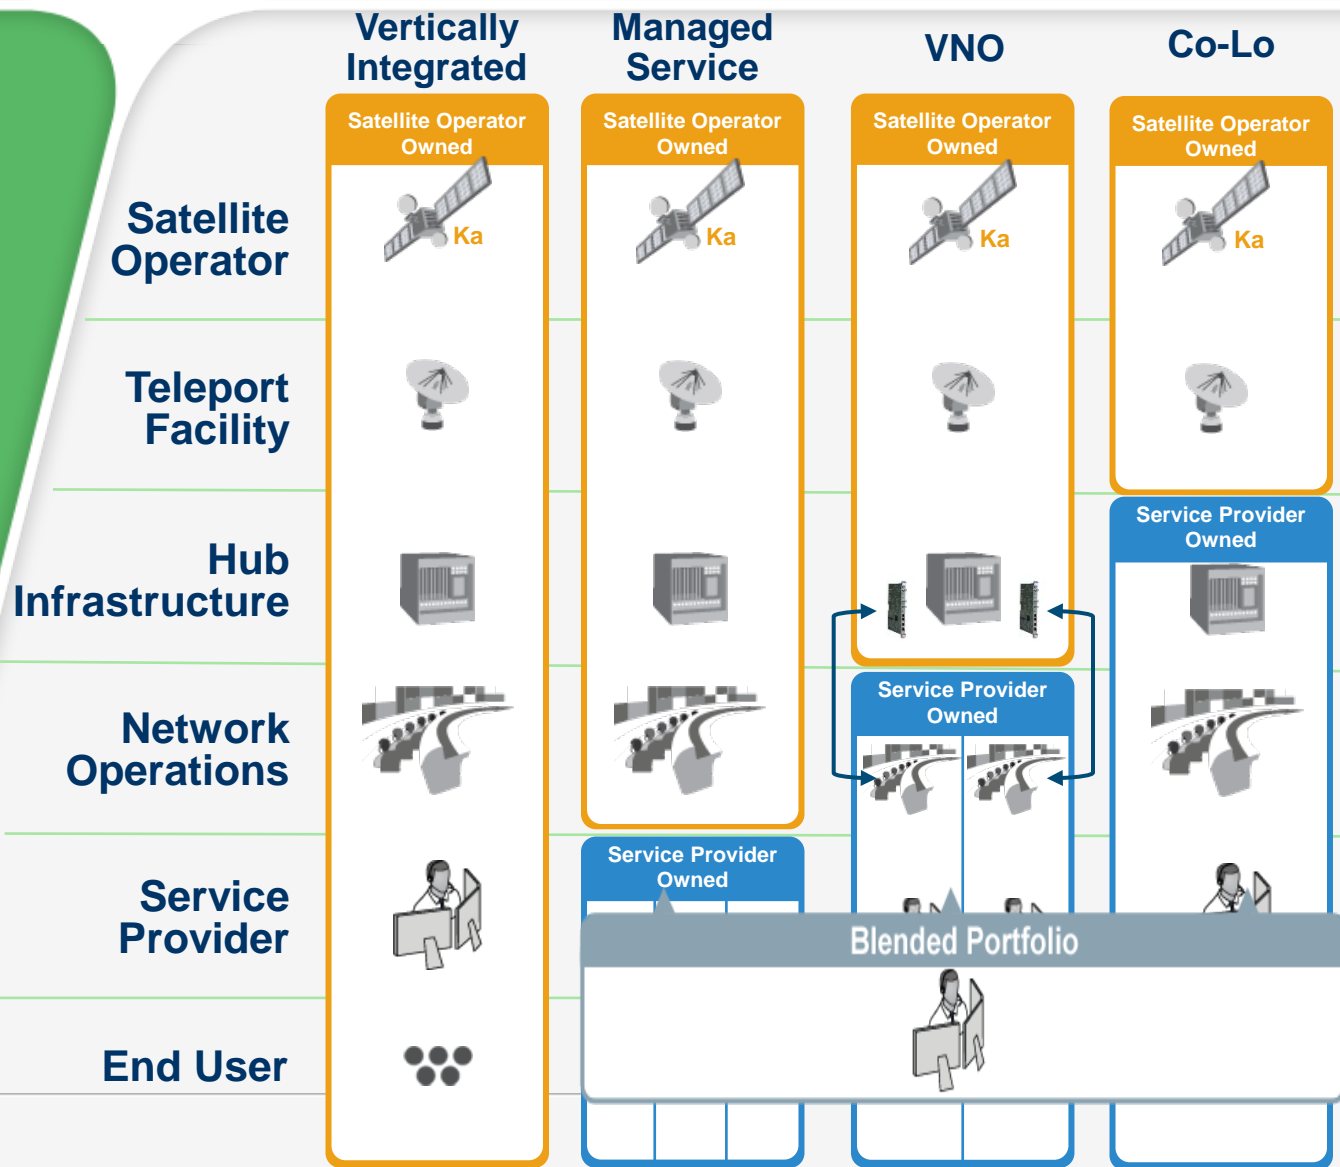 Vertically
Integrated
Managed
Service
VNO
Co-Lo
Satellite Operator
Owned
Satellite Operator
Owned
Satellite Operator
Owned
Satellite Operator
Owned
Satellite
Operator
Ka
Ka
Ka
Ka
Teleport
Facility
Hub
Infrastructure
Service Provider
Owned
Network
Operations
Service Provider
Owned
Service
Provider
Service Provider
Owned
Blended Portfolio
End User